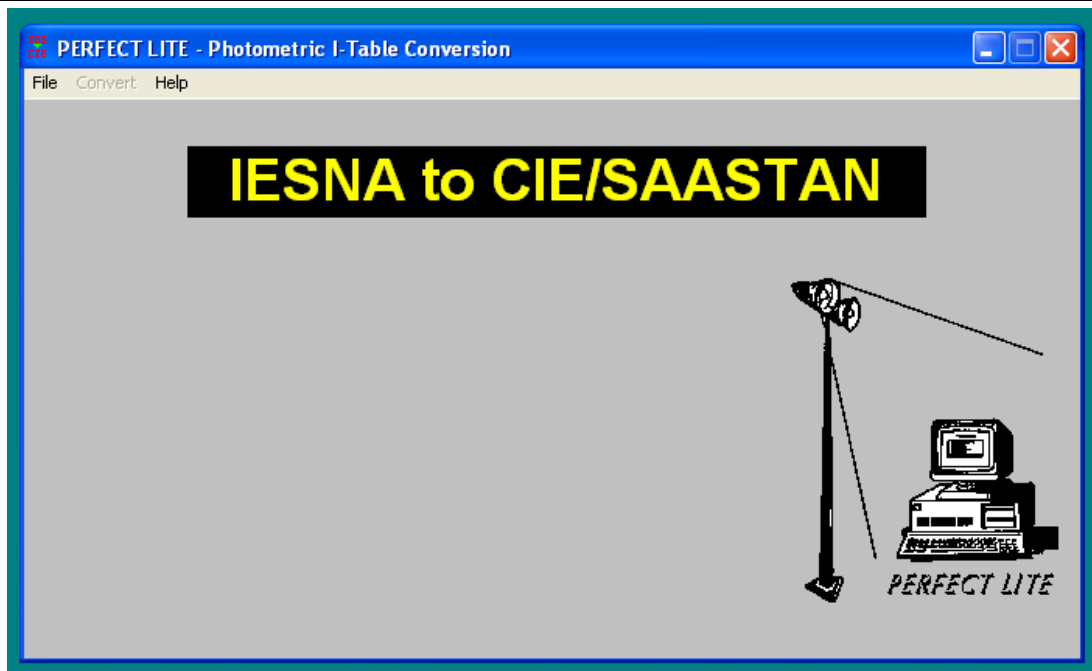 PERFECT LITE - Photometric I-Table Conversion
File Convert Help
IESNA to CIE/SAASTAN
PERFECT LITE